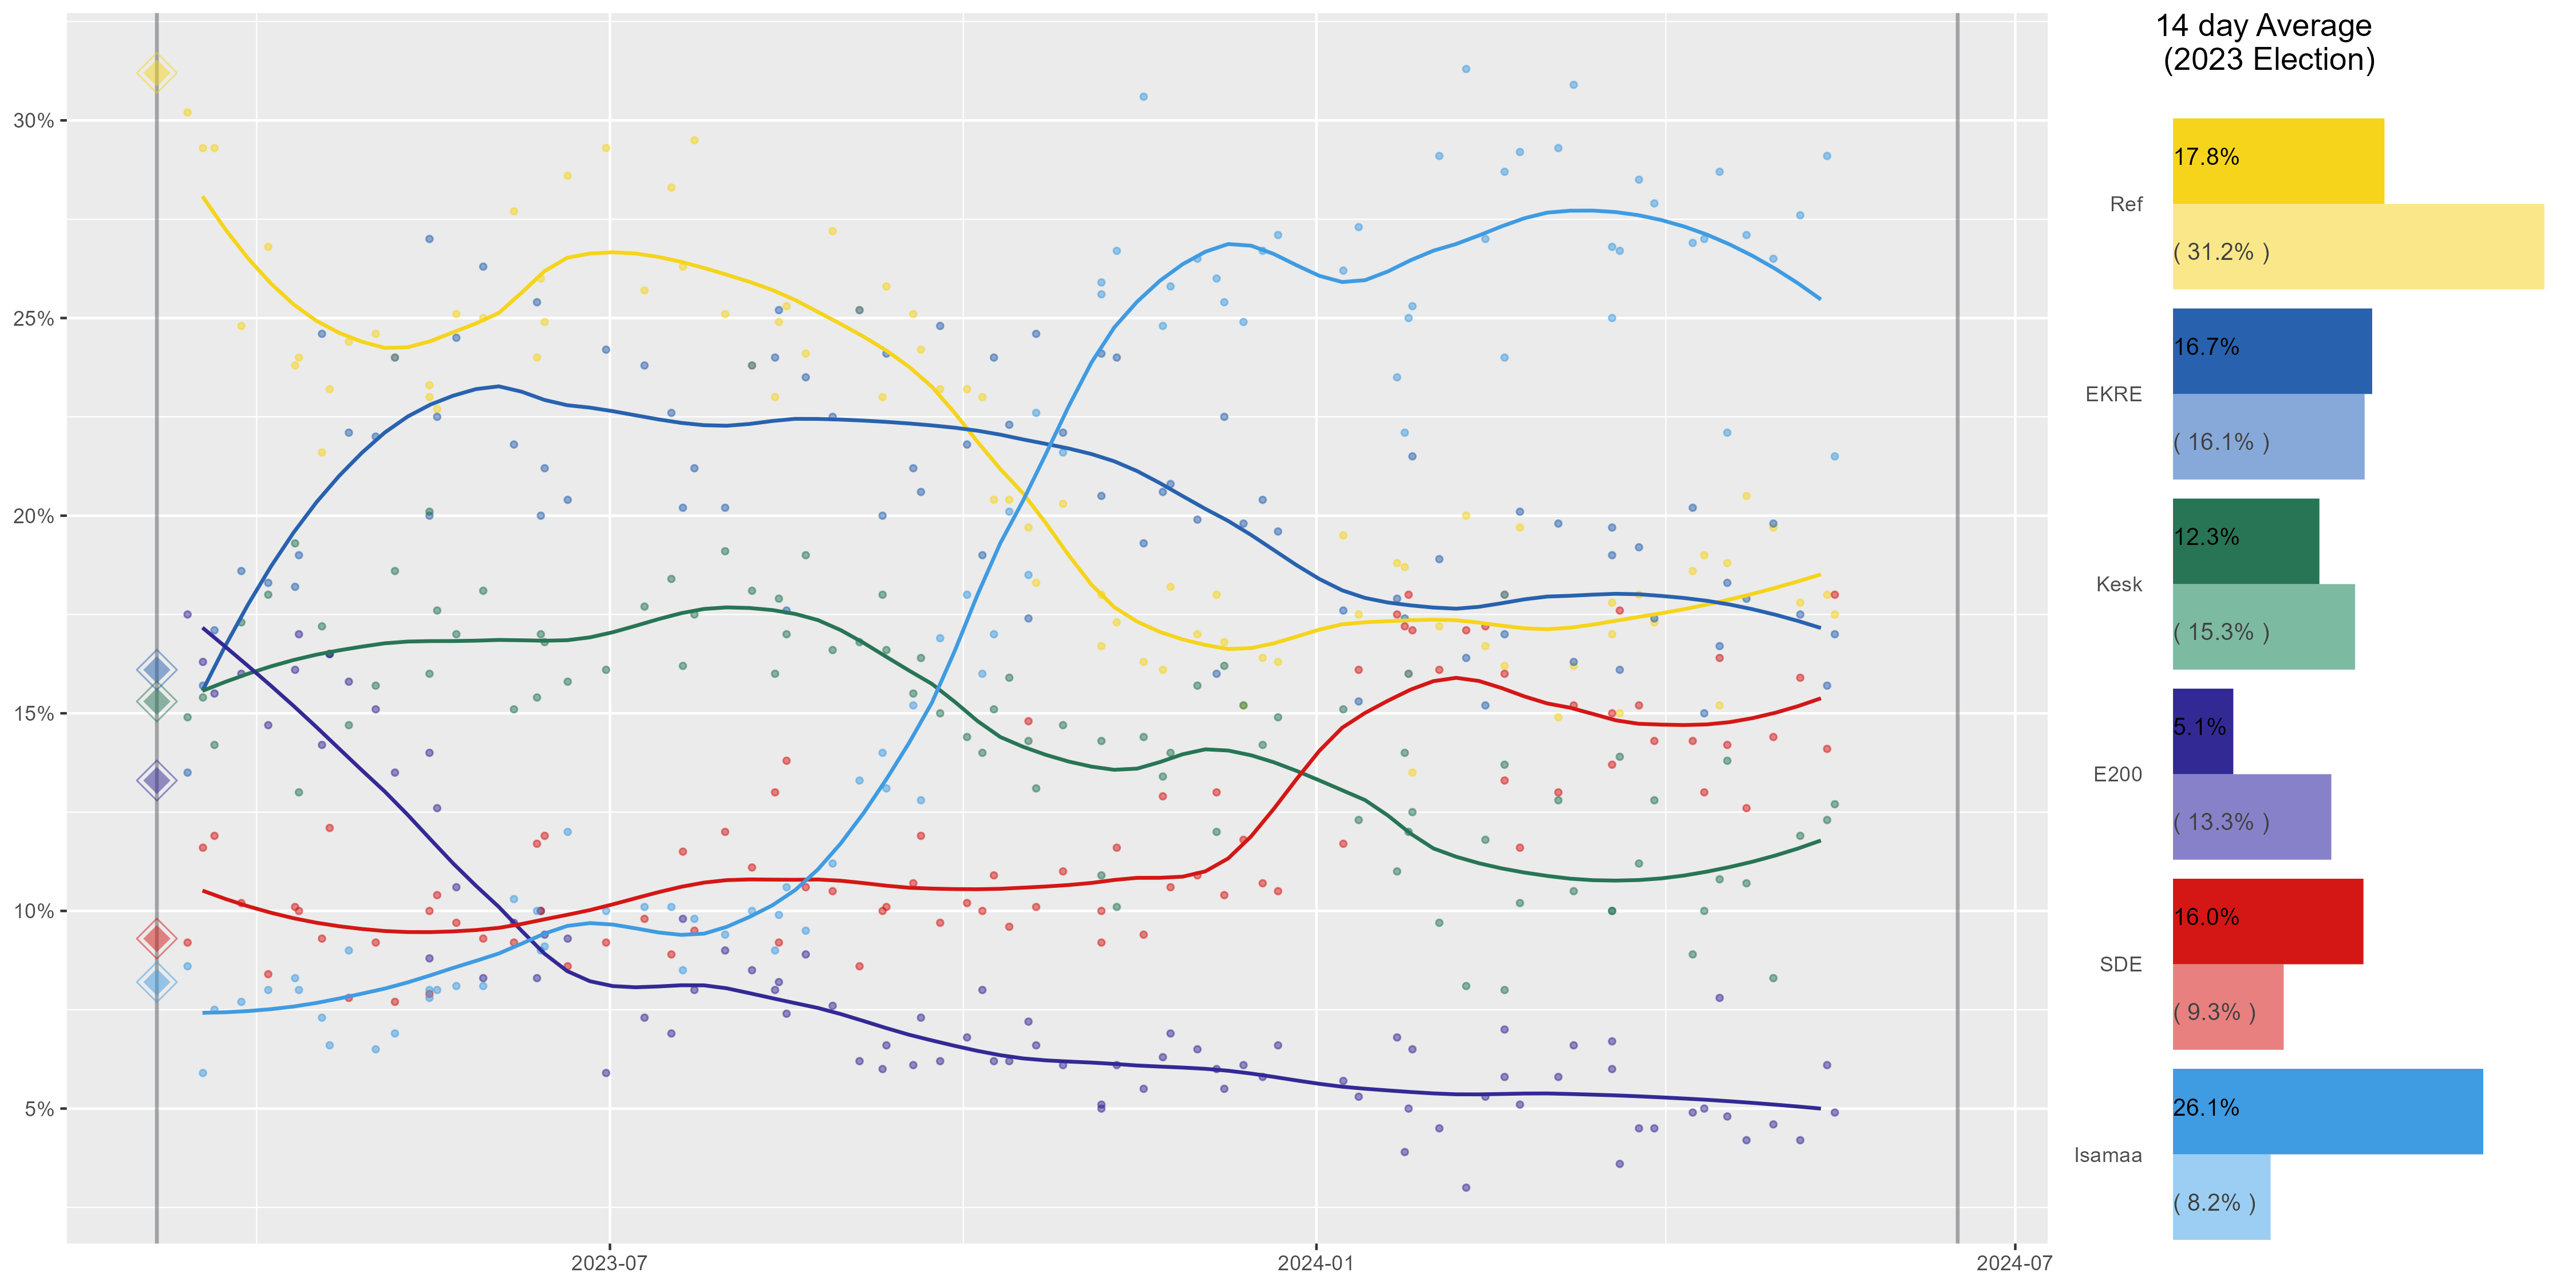 14 day Average
(2023 Election)
30%
25%
20%
15%
10%
5%
2023-07
2024-01
2024-07
Ref
17.8%
( 31.2% )
EKRE
16.7%
( 16.1% )
Kesk
12.3%
( 15.3% )
E200
5.1%
( 13.3% )
SDE
16.0%
( 9.3% )
Isamaa
26.1%
( 8.2% )